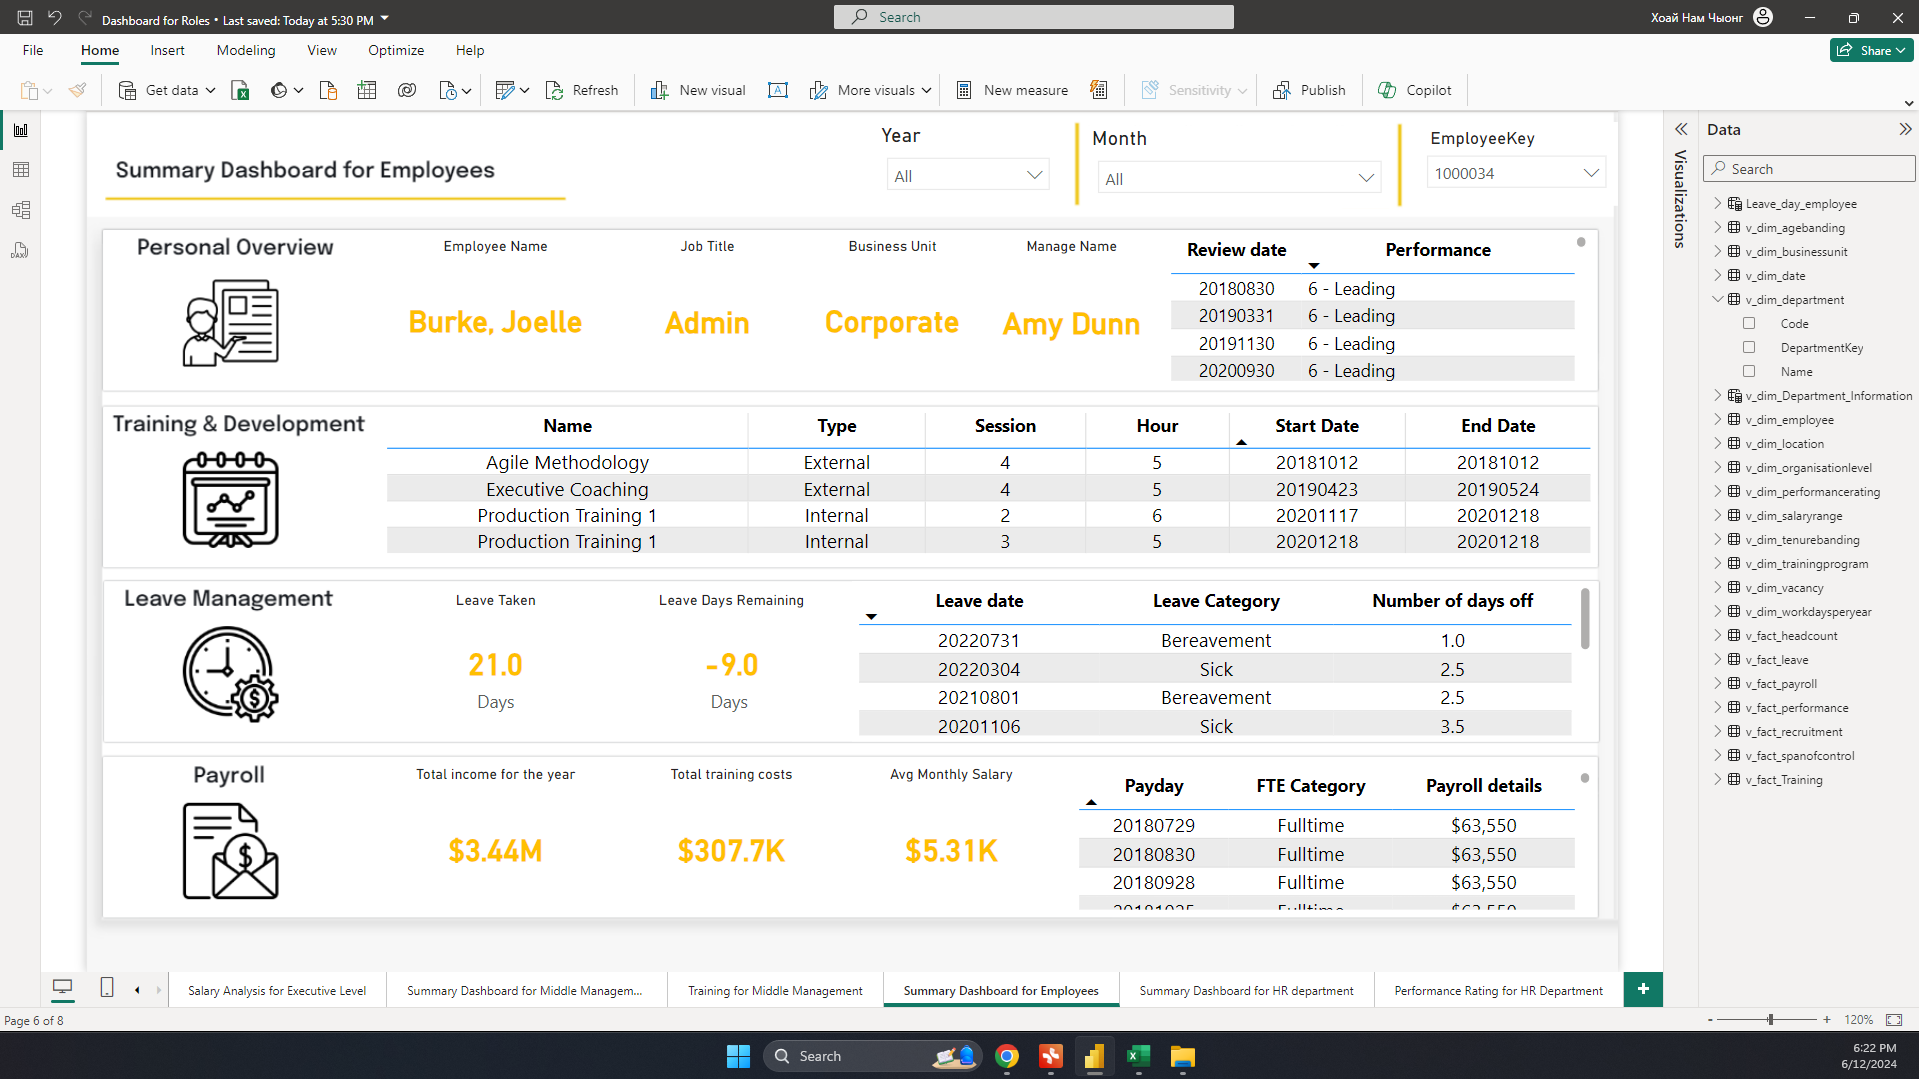 Dashboard for Roles • Last saved: Today at 5:30 PM
Search
Хоай Нам Чыонг
File
Home
Insert
Modeling
View
Optimize
Help
Share
Get data
Refresh
New visual
More visuals
New measure
Sensitivity
Publish
Copilot
Summary Dashboard for Employees
Year
All
Month
All
EmployeeKey
1000034
Personal Overview
Employee Name
Job Title
Business Unit
Manage Name
Burke, Joelle
Admin
Corporate
Amy Dunn
Review date Performance
20180830 6 - Leading
20190331 6 - Leading
20191130 6 - Leading
20200930 6 - Leading
Training & Development
Name Type Session Hour Start Date End Date
Agile Methodology External 4 5 20181012 20181012
Executive Coaching External 4 5 20190423 20190524
Production Training 1 Internal 2 6 20201117 20201218
Production Training 1 Internal 3 5 20201218 20201218
Leave Management
Leave Taken
21.0
Days
Leave Days Remaining
-9.0
Days
Leave date Leave Category Number of days off
20220731 Bereavement 1.0
20220304 Sick 2.5
20210801 Bereavement 2.5
20201106 Sick 3.5
Payroll
Total income for the year
$3.44M
Total training costs
$307.7K
Avg Monthly Salary
$5.31K
Payday FTE Category Payroll details
20180729 Fulltime $63,550
20180830 Fulltime $63,550
20180928 Fulltime $63,550
Visualizations
Data
Search
Leave_day_employee
v_dim_agebanding
v_dim_businessunit
v_dim_date
v_dim_department
Code
DepartmentKey
Name
v_dim_Department_Information
v_dim_employee
v_dim_location
v_dim_organisationlevel
v_dim_performancerating
v_dim_salaryrange
v_dim_tenurebanding
v_dim_trainingprogram
v_dim_vacancy
v_dim_workdaysperyear
v_fact_headcount
v_fact_leave
v_fact_payroll
v_fact_performance
v_fact_recruitment
v_fact_spanofcontrol
v_fact_Training
Salary Analysis for Executive Level
Summary Dashboard for Middle Managem...
Training for Middle Management
Summary Dashboard for Employees
Summary Dashboard for HR department
Performance Rating for HR Department
+
Page 6 of 8
- + 120%
Search
6:22 PM
6/12/2024